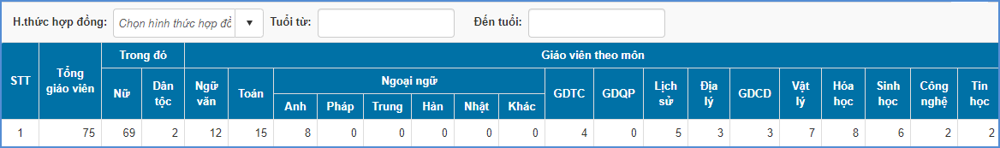 H.thức hợp đồng: Chọn hình thức hợp đồ Tuổi từ: Đến tuổi:
STT Tổng giáo viên Trong đó Giáo viên theo môn
Nữ Dân tộc Ngữ văn Toán Ngoại ngữ GDTC GDQP Lịch sử Địa lý GDCD Vật lý Hóa học Sinh học Công nghệ Tin học
Anh Pháp Trung Hàn Nhật Khác
1 75 69 2 12 15 8 0 0 0 0 0 4 0 5 3 3 7 8 6 2 2